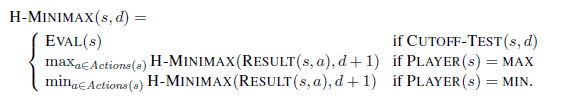 H-MINIMAX(s, d) =
EVAL(s) if CUTOFF-TEST(s, d)
max_{a∈Actions(s)} H-MINIMAX(RESULT(s, a), d + 1) if PLAYER(s) = MAX
min_{a∈Actions(s)} H-MINIMAX(RESULT(s, a), d + 1) if PLAYER(s) = MIN.